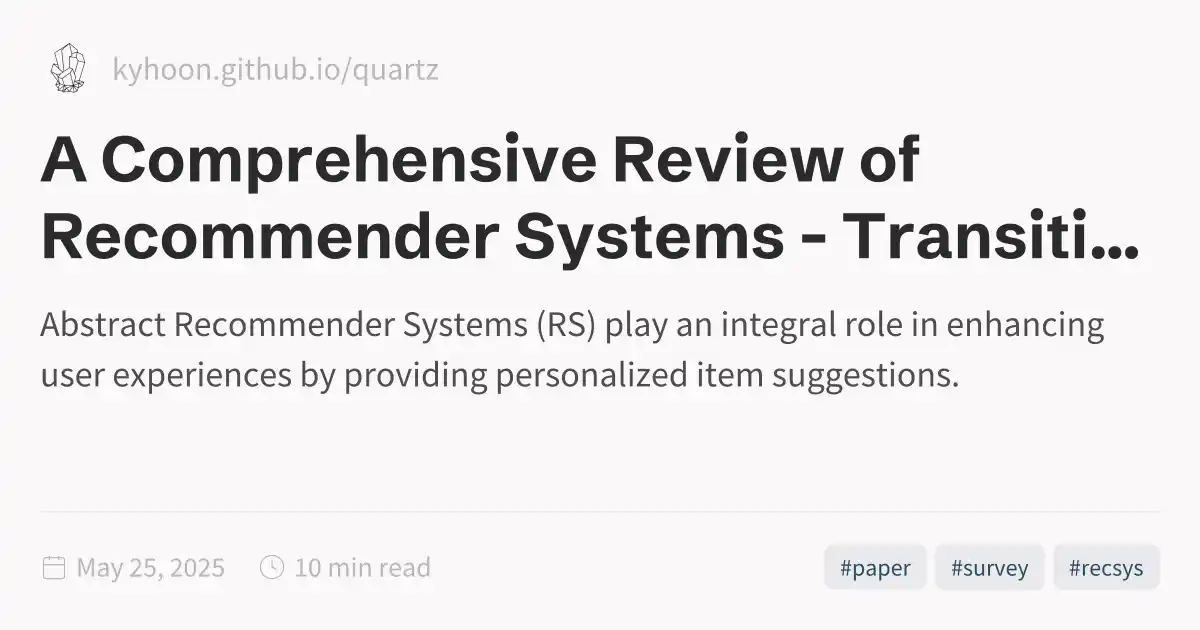 kyhoon.github.io/quartz
A Comprehensive Review of
Recommender Systems - Transiti...
Abstract Recommender Systems (RS) play an integral role in enhancing
user experiences by providing personalized item suggestions.
May 25, 2025 10 min read #paper #survey #recsys